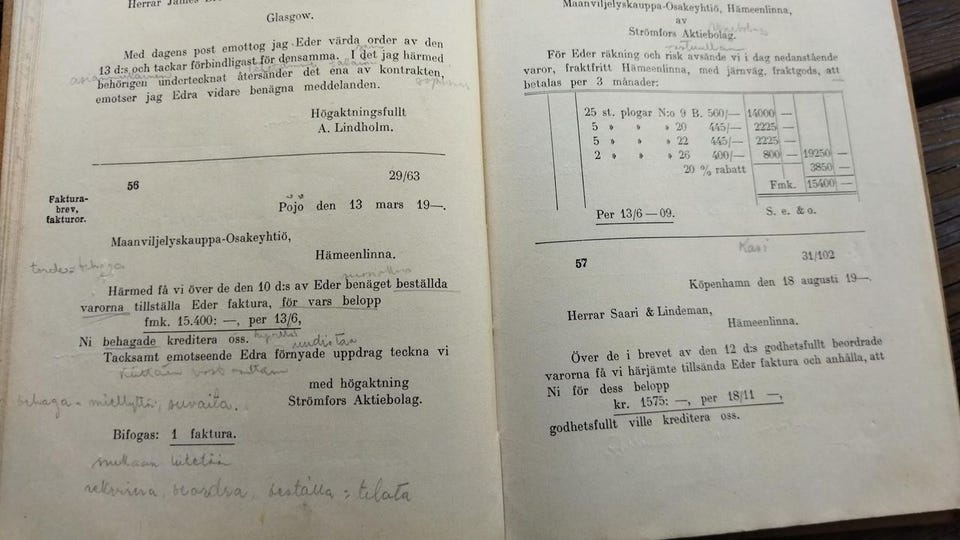 Herrar James
Glasgow.
Med dagens post emottog jag Eder värda order av den
13 d:s och tackar förbindligast för densamma. I det jag härmed
behörigen undertecknat återsänder det ena av kontrakten,
emotser jag Edra vidare benägna meddelanden.
Högaktningsfullt
A. Lindholm.
56
29/63
Faktura-
brev,
fakturor.
Pojo den 13 mars 19—.
Maanviljelyskauppa-Osakeyhtiö,
Hämeenlinna.
Härmed få vi över de den 10 d:s av Eder benäget beställda
varorna tillställa Eder faktura, för vars belopp
fmk. 15.400: —, per 13/6,
Ni behagade kreditera oss.
Tacksamt emotseende Edra förnyade uppdrag teckna vi
med högaktning
behaga = miellyttää, suvaita.
Strömfors Aktiebolag.
Bifogas: 1 faktura.
mukaan liitetään
rekvirera, beordra, beställa = tilata
Maanviljelyskauppa-Osakeyhtiö, Hämeenlinna,
av
Strömfors Aktiebolag.
För Eder räkning och risk avsände vi i dag nedanstående
varor, fraktfritt Hämeenlinna, med järnväg, fraktgods, att
betalas per 3 månader:
25 st. plogar N:o 9 B. 560/— 14000 —
5 » » » 20 445/— 2225 —
5 » » » 22 445/— 2225 —
2 » » » 26 400/— 800 — 19250 —
20 % rabatt 3850 —
Fmk. 15400 —
Per 13/6 — 09.
S. e. & o.
57
31/102
Köpenhamn den 18 augusti 19—.
Herrar Saari & Lindeman,
Hämeenlinna.
Över de i brevet av den 12 d:s godhetsfullt beordrade
varorna få vi härjämte tillsända Eder faktura och anhålla, att
Ni för dess belopp
kr. 1575: —, per 18/11 —,
godhetsfullt ville kreditera oss.